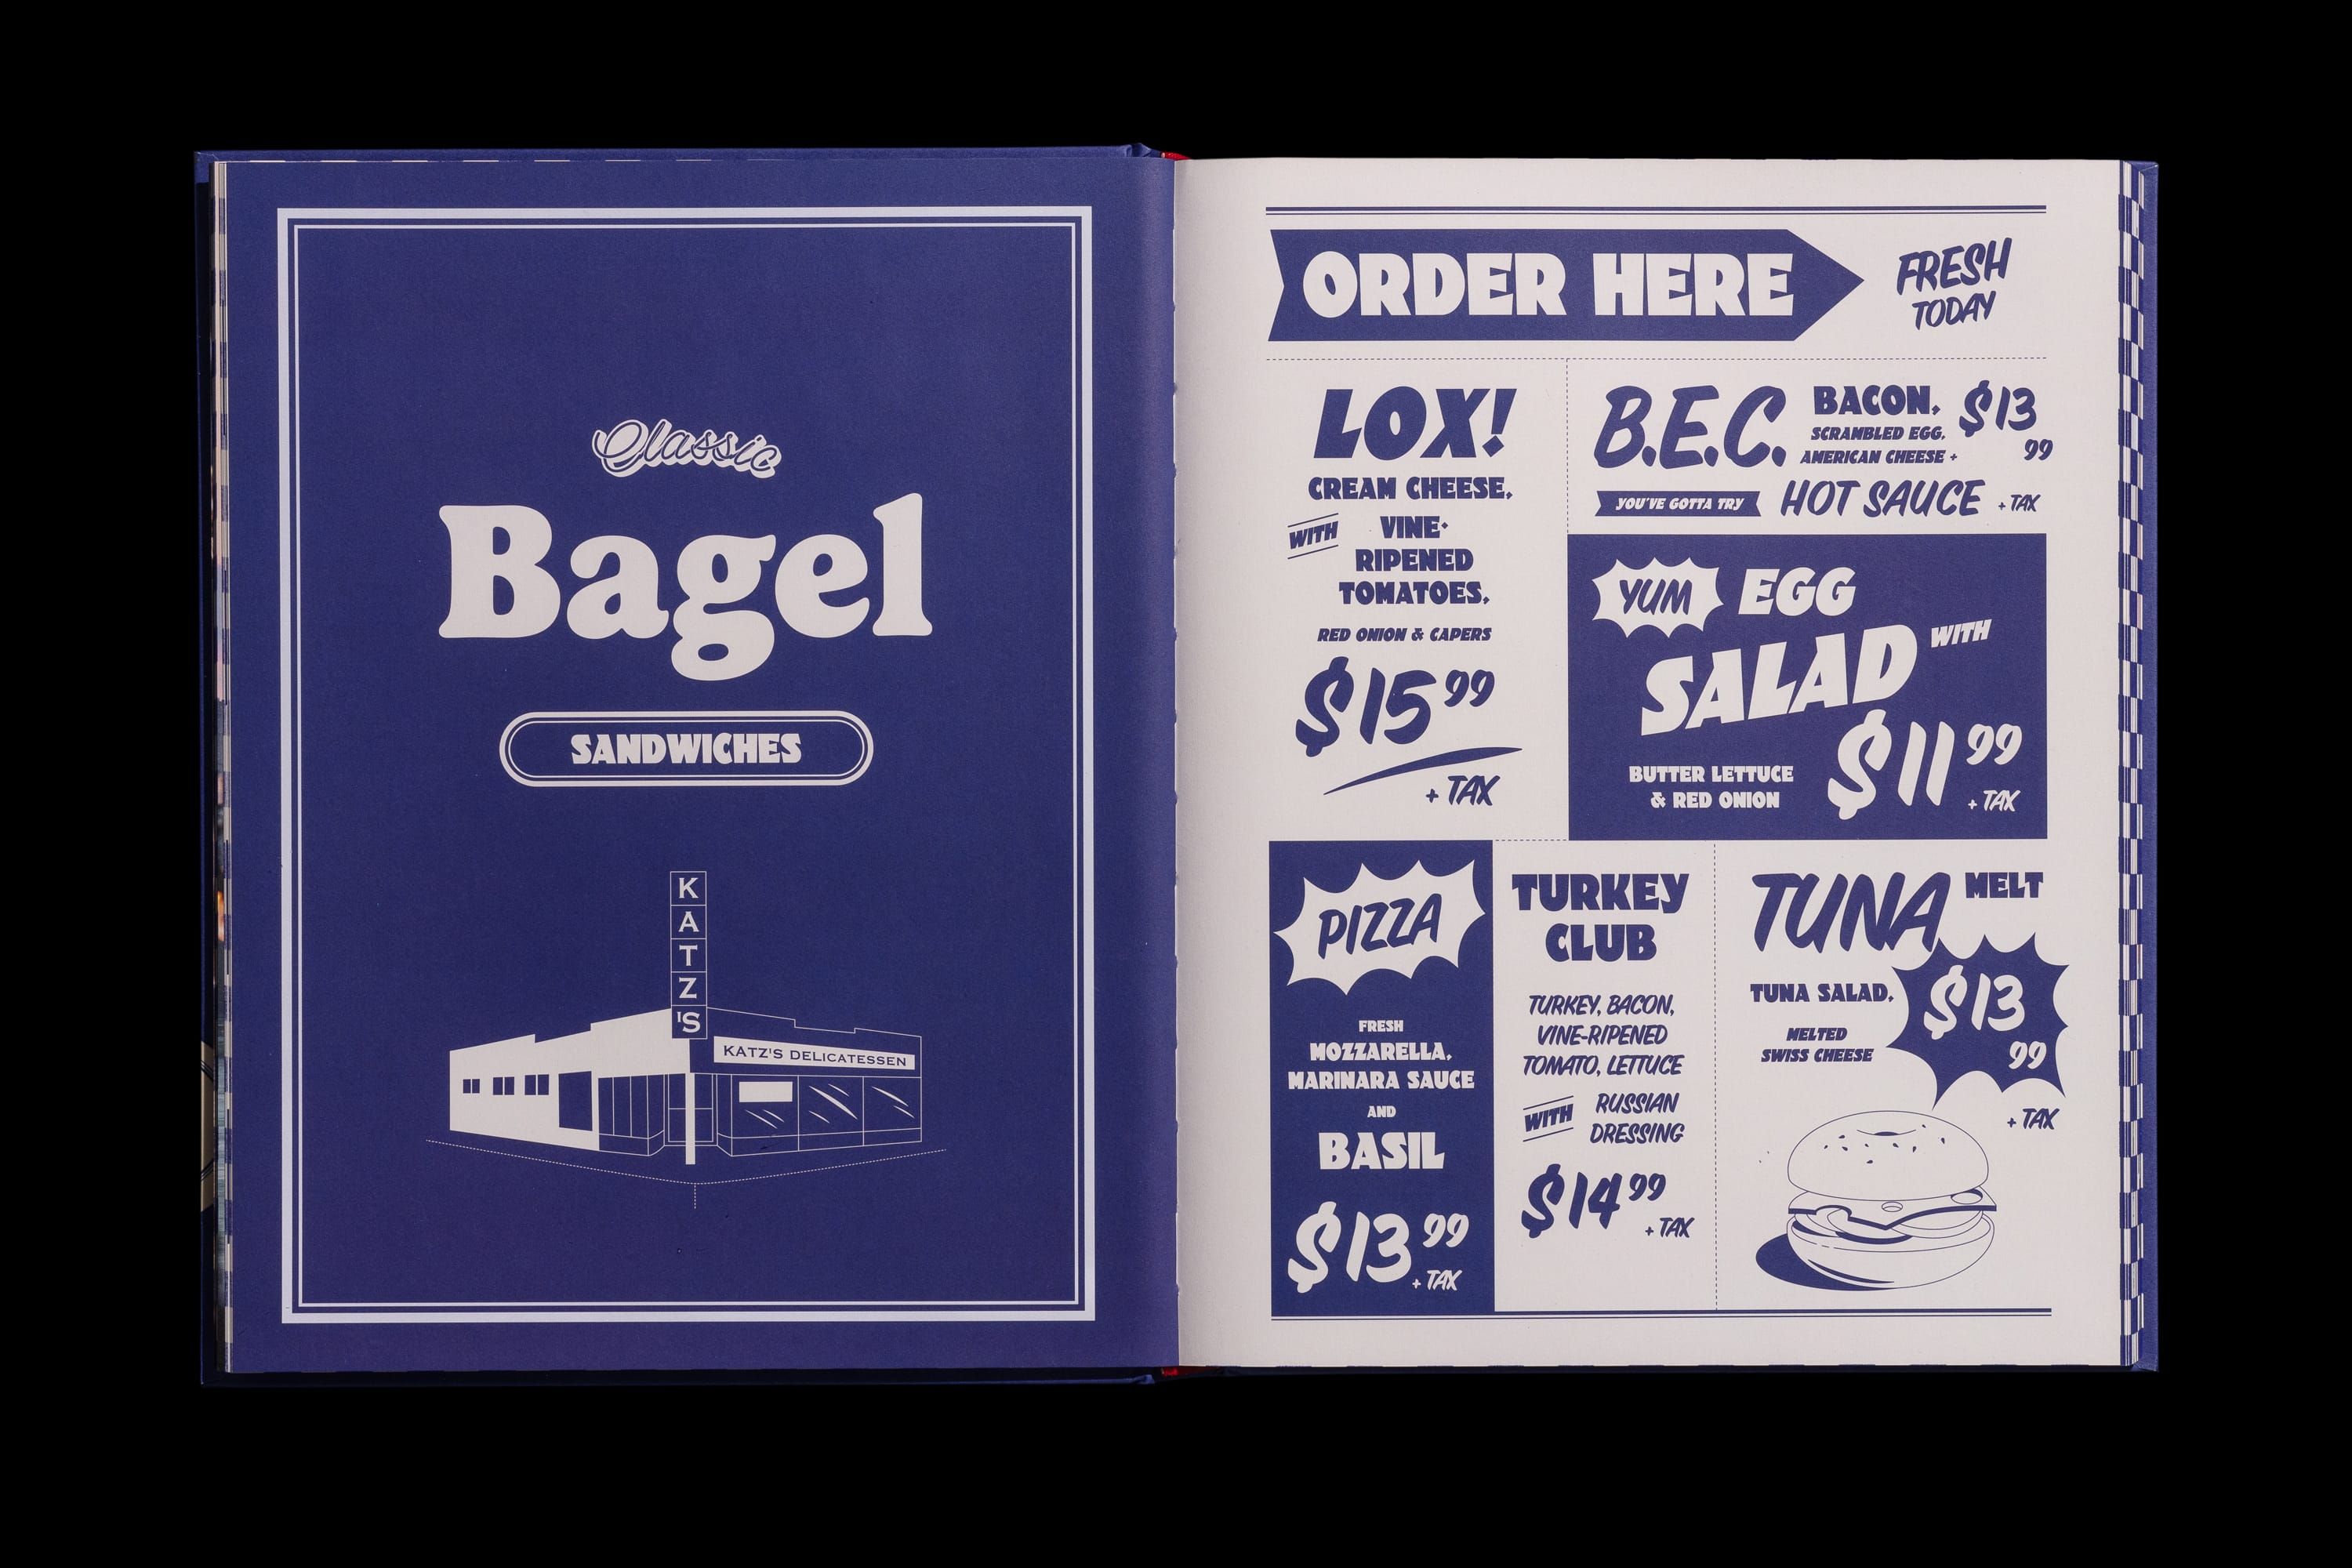 Classic
Bagel
SANDWICHES
K
A
T
Z
'S
KATZ'S DELICATESSEN
ORDER HERE
FRESH
TODAY
LOX!
CREAM CHEESE,
WITH VINE-
RIPENED
TOMATOES,
RED ONION & CAPERS
$15 99
+ TAX
B.E.C.
BACON,
SCRAMBLED EGG,
AMERICAN CHEESE +
$13
99
YOU'VE GOTTA TRY HOT SAUCE + TAX
YUM EGG
SALAD WITH
BUTTER LETTUCE
& RED ONION
$11 99
+ TAX
PIZZA
FRESH
MOZZARELLA,
MARINARA SAUCE
AND
BASIL
$13 99
+ TAX
TURKEY
CLUB
TURKEY, BACON,
VINE-RIPENED
TOMATO, LETTUCE
WITH RUSSIAN
DRESSING
$14 99
+ TAX
TUNA MELT
TUNA SALAD,
MELTED
SWISS CHEESE
$13
99
+ TAX